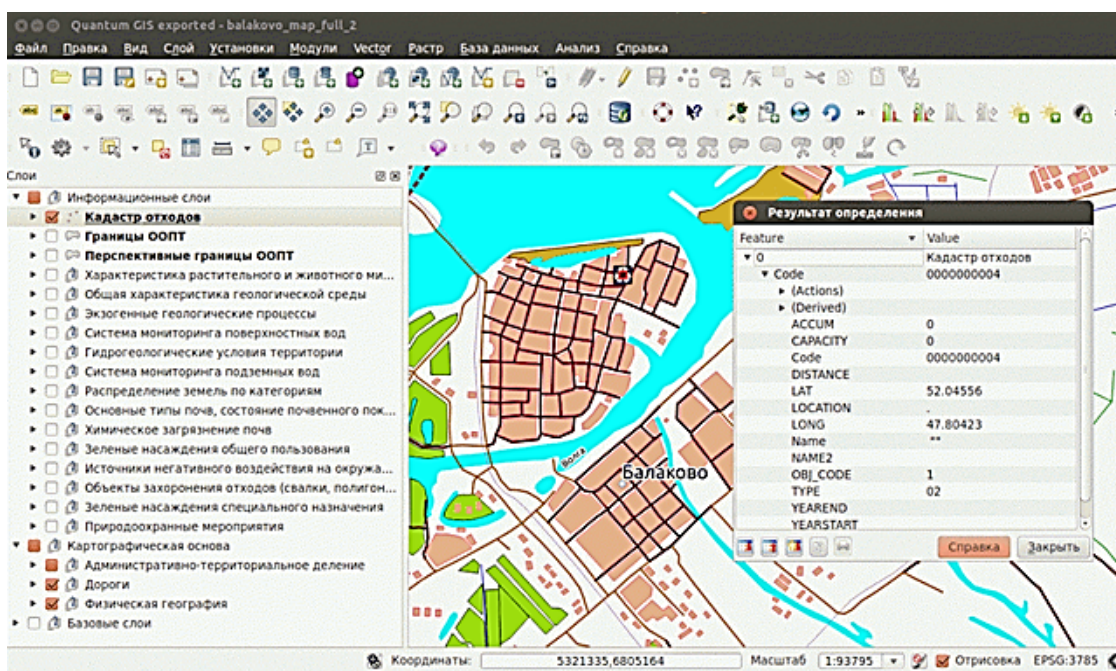 Quantum GIS exported - balakovo_map_full_2
Файл Правка Вид Слой Установки Модули Vector Растр База данных Анализ Справка
Слои
Информационные слои
Кадастр отходов
Границы ООПТ
Перспективные границы ООПТ
Характеристика растительного и животного ми...
Общая характеристика геологической среды
Экзогенные геологические процессы
Система мониторинга поверхностных вод
Гидрогеологические условия территории
Система мониторинга подземных вод
Распределение земель по категориям
Основные типы почв, состояние почвенного пок...
Химическое загрязнение почв
Зеленые насаждения общего пользования
Источники негативного воздействия на окружа...
Объекты захоронения отходов (свалки, полигон...
Зеленые насаждения специального назначения
Природоохранные мероприятия
Картографическая основа
Административно-территориальное деление
Дороги
Физическая география
Базовые слои
Волга
Балаково
Результат определения
Feature Value
0 Кадастр отходов
Code 0000000004
(Actions)
(Derived)
ACCUM 0
CAPACITY 0
Code 0000000004
DISTANCE
LAT 52.04556
LOCATION .
LONG 47.80423
Name ""
NAME2
OBJ_CODE 1
TYPE 02
YEAREND
YEARSTART
Справка Закрыть
Координаты: 5321335,6805164 Масштаб 1:93795 Отрисовка EPSG:3785